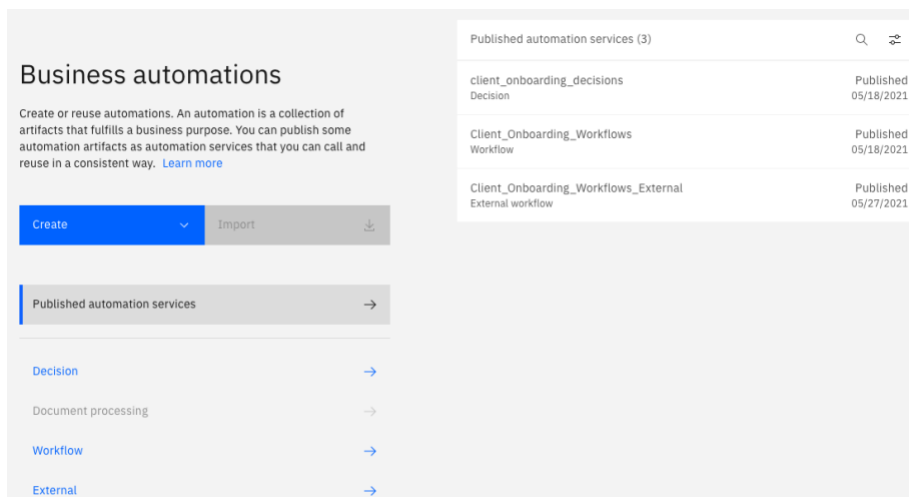 Business automations
Create or reuse automations. An automation is a collection of
artifacts that fulfills a business purpose. You can publish some
automation artifacts as automation services that you can call and
reuse in a consistent way. Learn more
Create
Import
Published automation services
Decision
Document processing
Workflow
External
Published automation services (3)
client_onboarding_decisions
Published
Decision
05/18/2021
Client_Onboarding_Workflows
Published
Workflow
05/18/2021
Client_Onboarding_Workflows_External
Published
External workflow
05/27/2021